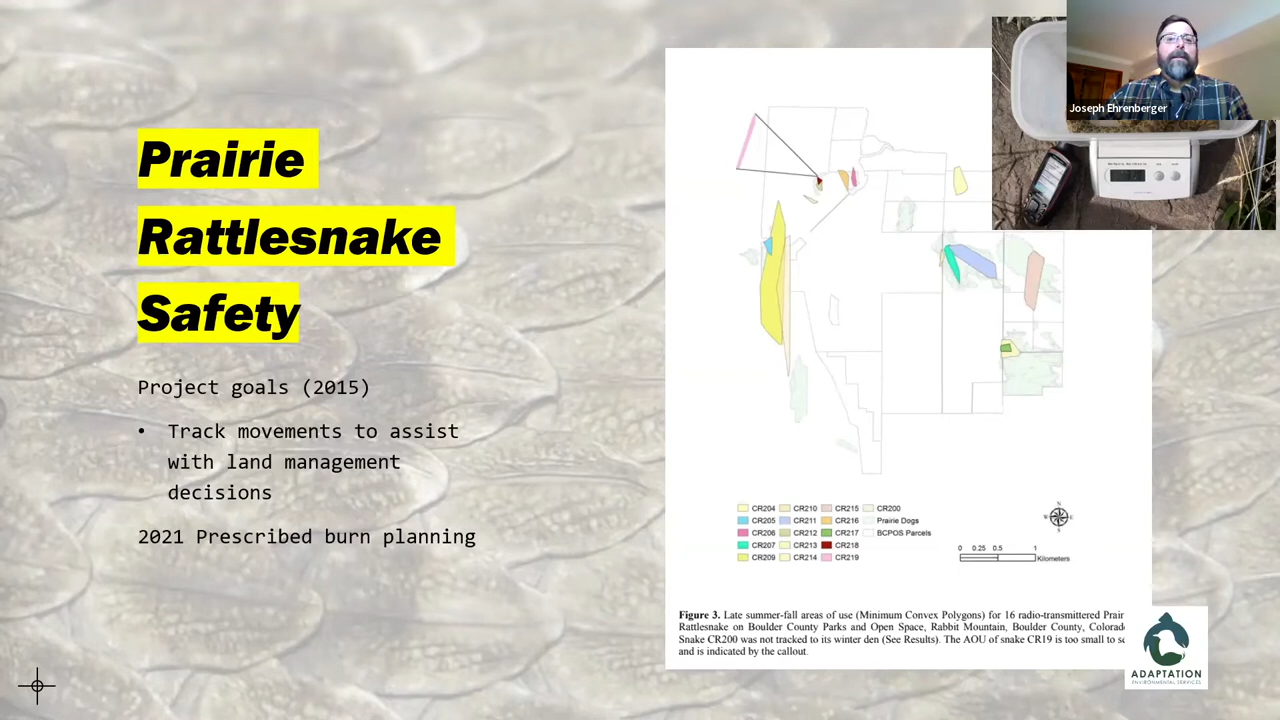 Prairie
Rattlesnake
Safety
Project goals (2015)
• Track movements to assist
with land management
decisions
2021 Prescribed burn planning
Joseph Ehrenberger
CR204 CR210 CR215 CR200
CR205 CR211 CR216 Prairie Dogs
CR206 CR212 CR217 BCPOS Parcels
CR207 CR213 CR218
CR209 CR214 CR219
N
W E
S
0 0.25 0.5 1
Kilometers
Figure 3. Late summer-fall areas of use (Minimum Convex Polygons) for 16 radio-transmittered Prair
Rattlesnake on Boulder County Parks and Open Space, Rabbit Mountain, Boulder County, Colorad
Snake CR200 was not tracked to its winter den (See Results). The AOU of snake CR19 is too small to se
and is indicated by the callout.
ADAPTATION
ENVIRONMENTAL SERVICES